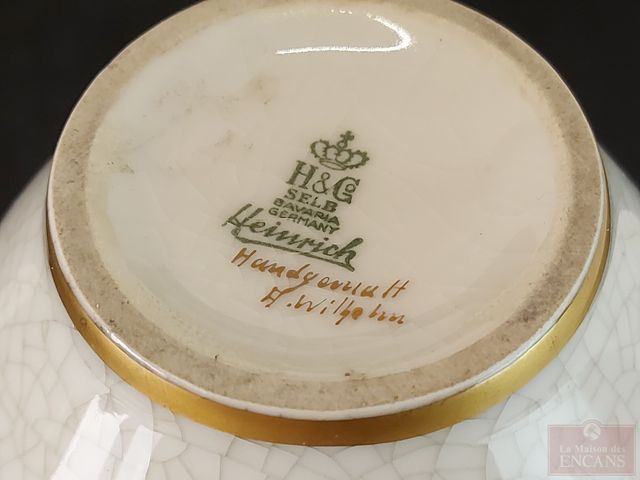 H&Co
SELB
BAVARIA
GERMANY
Heinrich
Handgemalt
A. Wilhelm
La Maison des
ENCANS